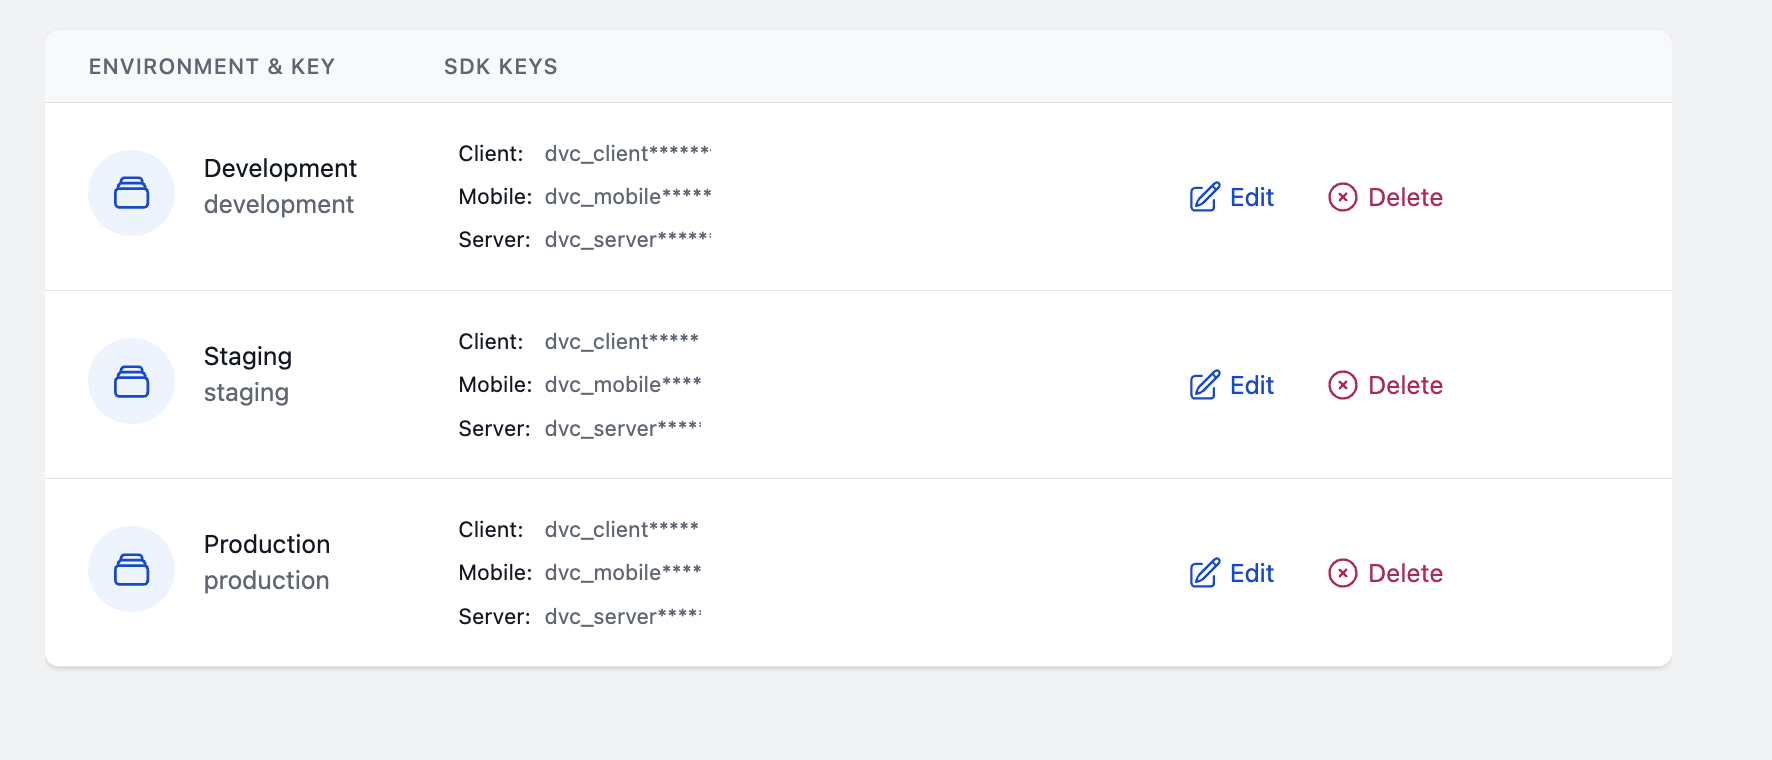 ENVIRONMENT & KEY SDK KEYS
Development
development
Client: dvc_client******
Mobile: dvc_mobile*****
Server: dvc_server*****
Edit Delete
Staging
staging
Client: dvc_client*****
Mobile: dvc_mobile****
Server: dvc_server****
Edit Delete
Production
production
Client: dvc_client*****
Mobile: dvc_mobile****
Server: dvc_server****
Edit Delete